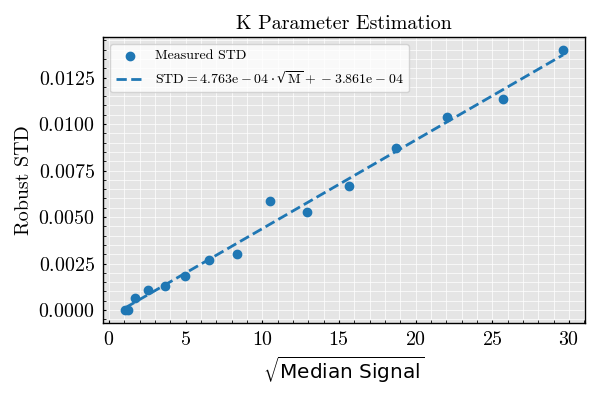 K Parameter Estimation
Measured STD
STD = 4.763e − 04 · √M + −3.861e − 04
Robust STD
0.0125
0.0100
0.0075
0.0050
0.0025
0.0000
0 5 10 15 20 25 30
√Median Signal